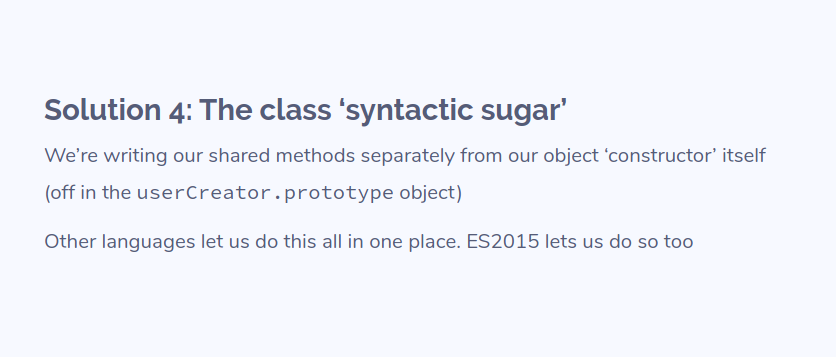 Solution 4: The class ‘syntactic sugar’
We’re writing our shared methods separately from our object ‘constructor’ itself
(off in the userCreator.prototype object)
Other languages let us do this all in one place. ES2015 lets us do so too